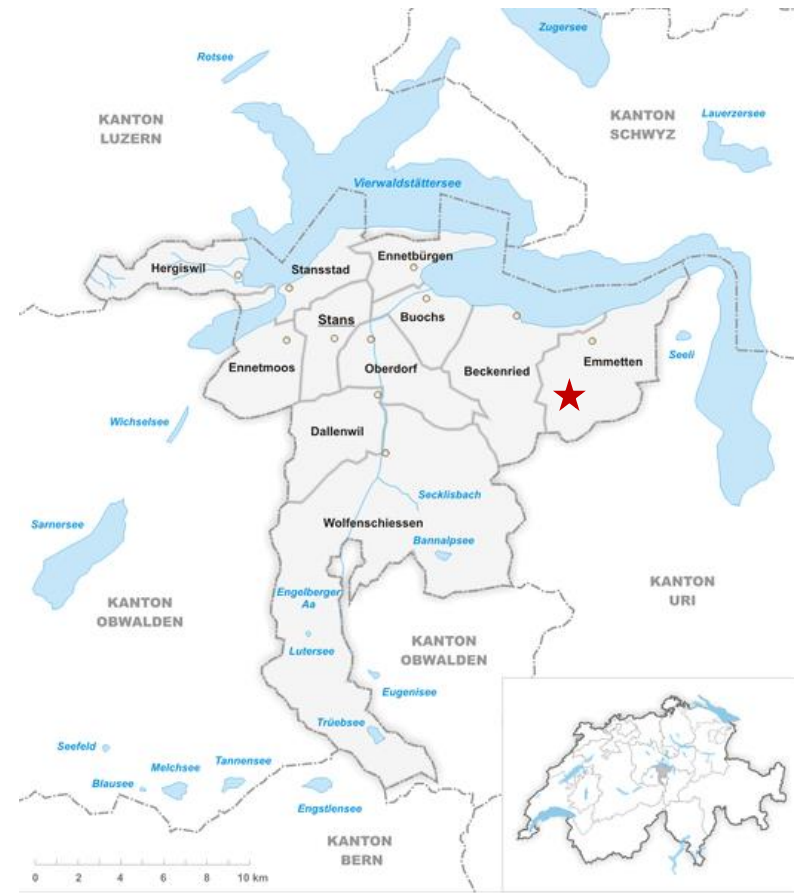 Zugersee
Rotsee
KANTON
LUZERN
KANTON
SCHWYZ
Lauerzersee
Vierwaldstättersee
Hergiswil
Stansstad
Ennetbürgen
Stans
Buochs
Ennetmoos
Oberdorf
Beckenried
Emmetten
Seeli
Wichselsee
Dallenwil
Secklisbach
Sarnersee
Wolfenschiessen
Bannalpsee
KANTON
OBWALDEN
Engelberger
Aa
KANTON
URI
Lutersee
KANTON
OBWALDEN
Eugenisee
Trüebsee
Seefeld
Melchsee
Tannensee
Blausee
Engstlensee
KANTON
BERN
0 2 4 6 8 10 km